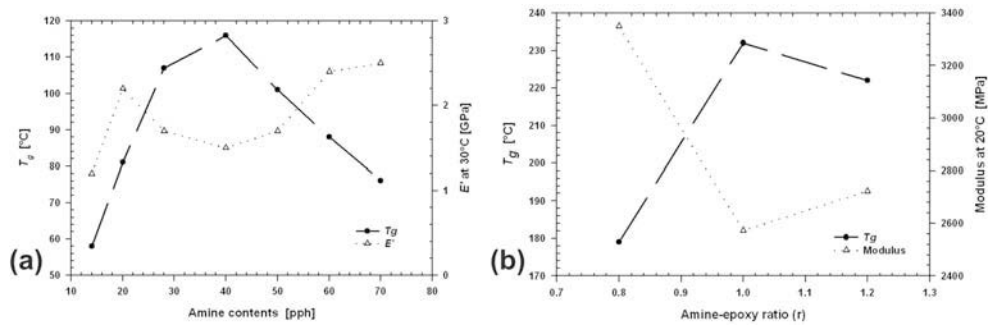 120
110
100
90
80
70
60
50
Tg [°C]
3
2
1
0
E' at 30°C [GPa]
Tg
E'
(a)
10 20 30 40 50 60 70 80
Amine contents [pph]
240
230
220
210
200
190
180
170
Tg [°C]
3400
3200
3000
2800
2600
2400
Modulus at 20°C [MPa]
Tg
Modulus
(b)
0.7 0.8 0.9 1.0 1.1 1.2 1.3
Amine-epoxy ratio (r)